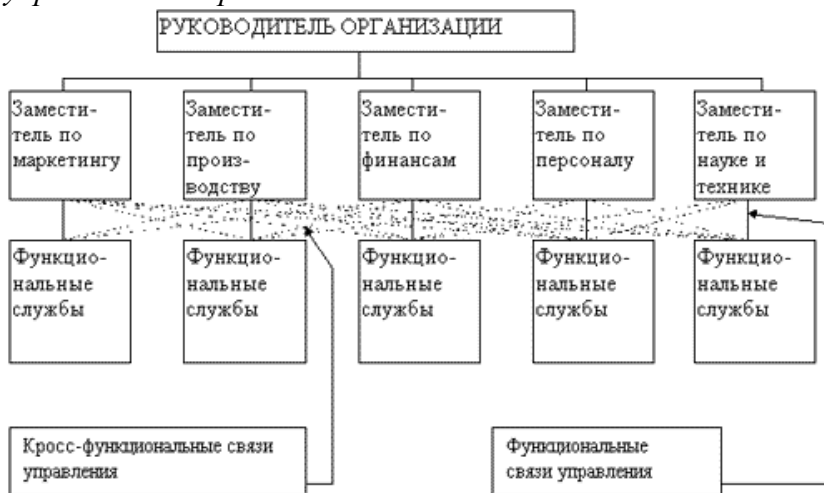 РУКОВОДИТЕЛЬ ОРГАНИЗАЦИИ
Замести-
тель по
маркетингу
Замести-
тель по
произ-
водству
Замести-
тель по
финансам
Замести-
тель по
персоналу
Замести-
тель по
науке и
технике
Функцио-
нальные
службы
Функцио-
нальные
службы
Функцио-
нальные
службы
Функцио-
нальные
службы
Функцио-
нальные
службы
Кросс-функциональные связи
управления
Функциональные
связи управления